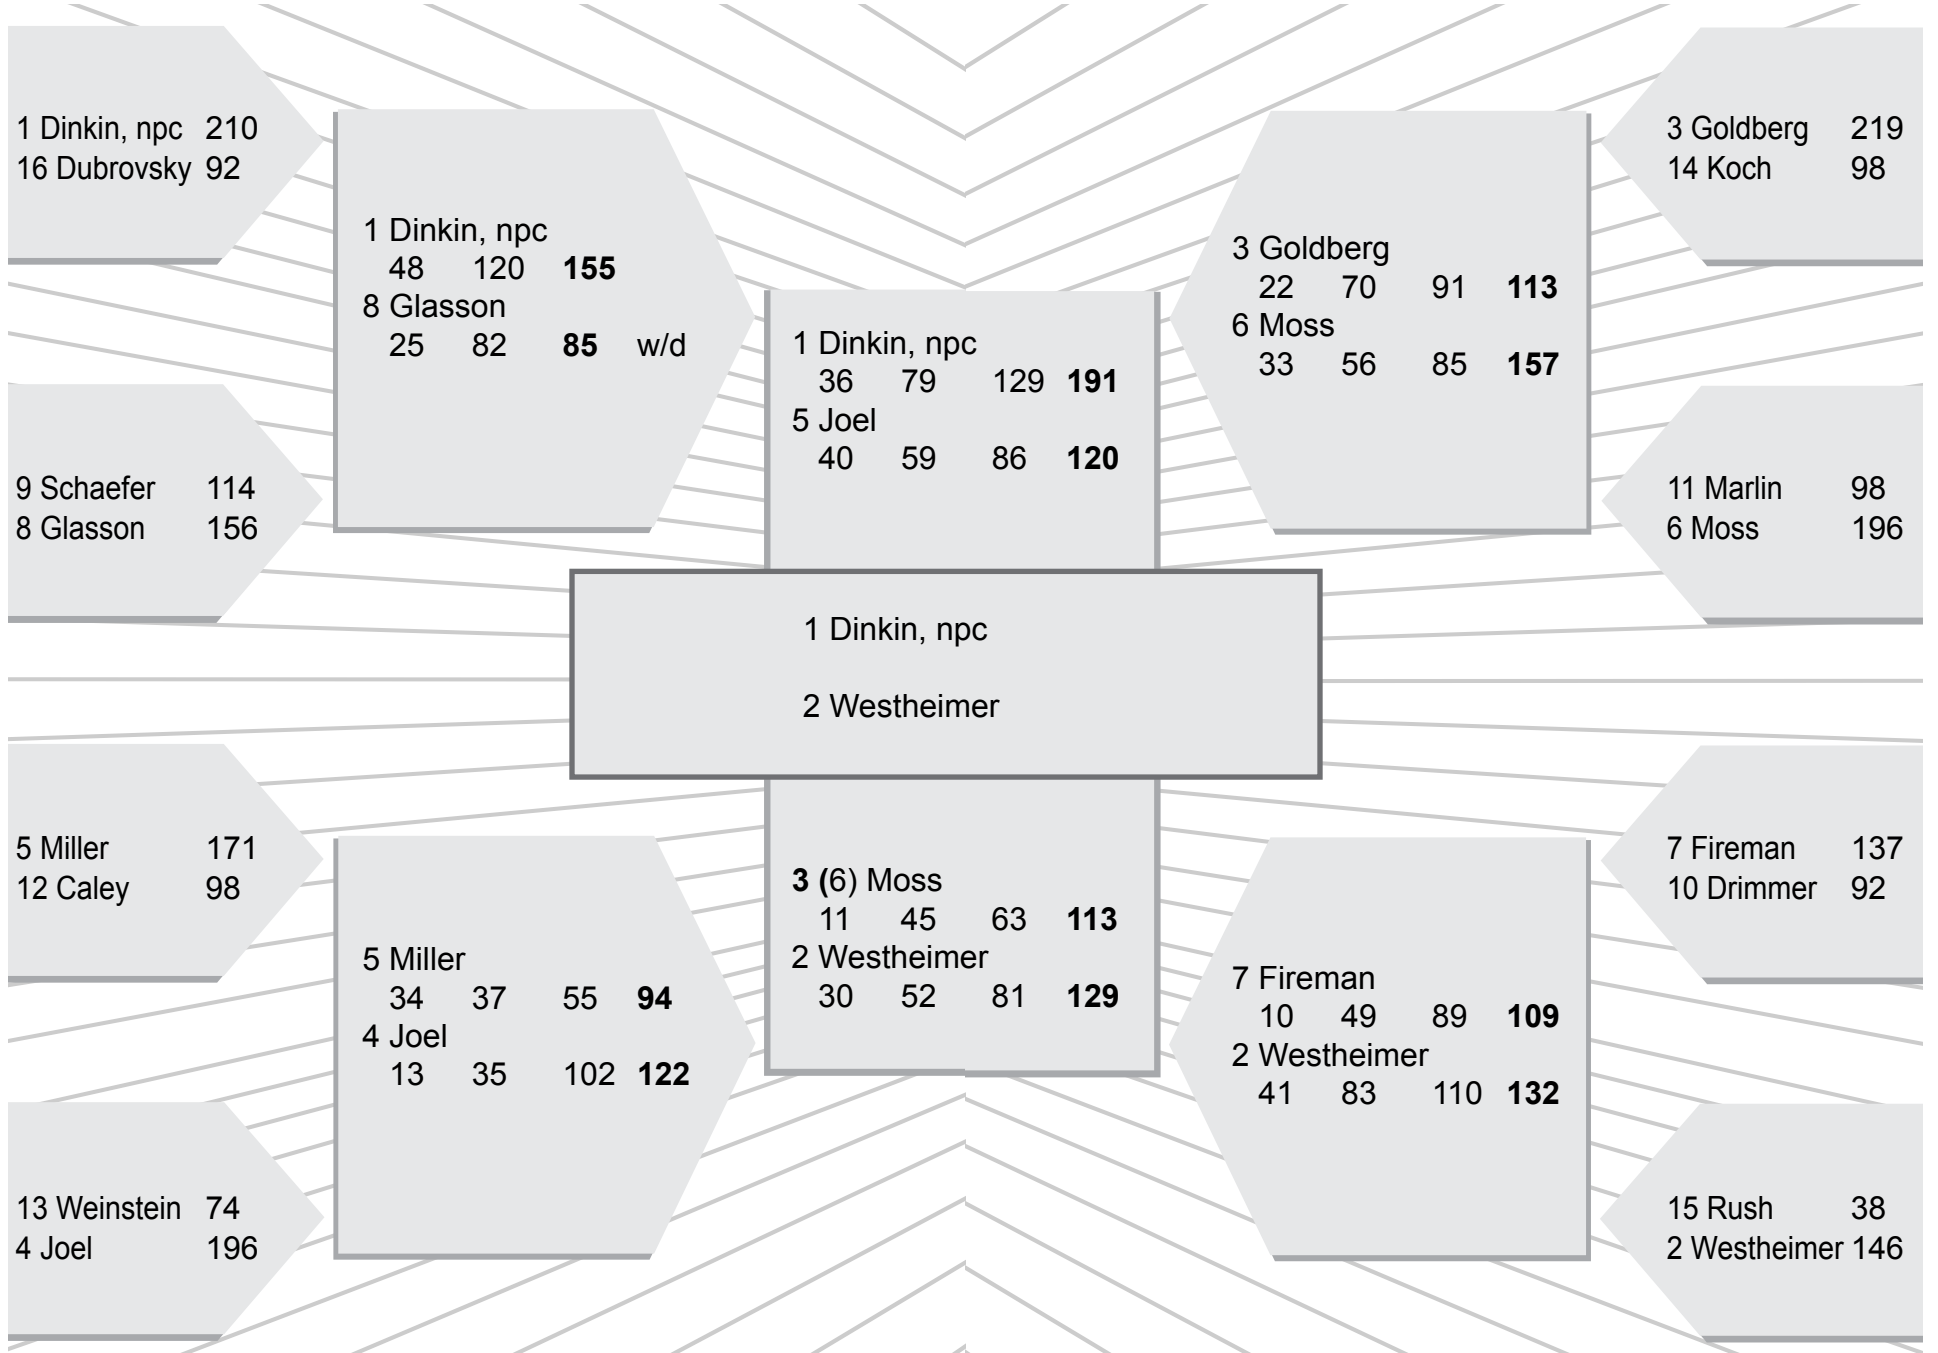 1 Dinkin, npc 210
16 Dubrovsky 92
9 Schaefer 114
8 Glasson 156
5 Miller 171
12 Caley 98
13 Weinstein 74
4 Joel 196
1 Dinkin, npc
48 120 155
8 Glasson
25 82 85 w/d
5 Miller
34 37 55 94
4 Joel
13 35 102 122
1 Dinkin, npc
36 79 129 191
5 Joel
40 59 86 120
1 Dinkin, npc
2 Westheimer
3 (6) Moss
11 45 63 113
2 Westheimer
30 52 81 129
3 Goldberg
22 70 91 113
6 Moss
33 56 85 157
7 Fireman
10 49 89 109
2 Westheimer
41 83 110 132
3 Goldberg 219
14 Koch 98
11 Marlin 98
6 Moss 196
7 Fireman 137
10 Drimmer 92
15 Rush 38
2 Westheimer 146